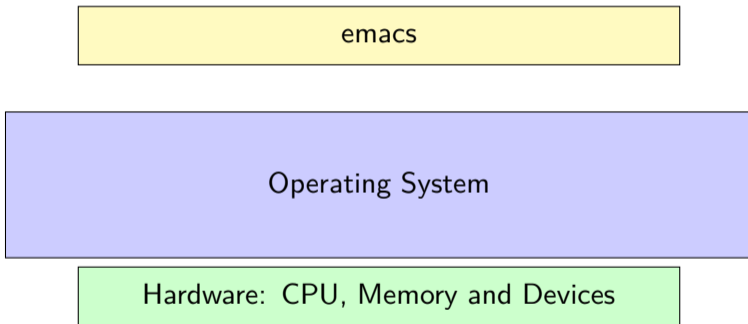 emacs
Operating System
Hardware: CPU, Memory and Devices